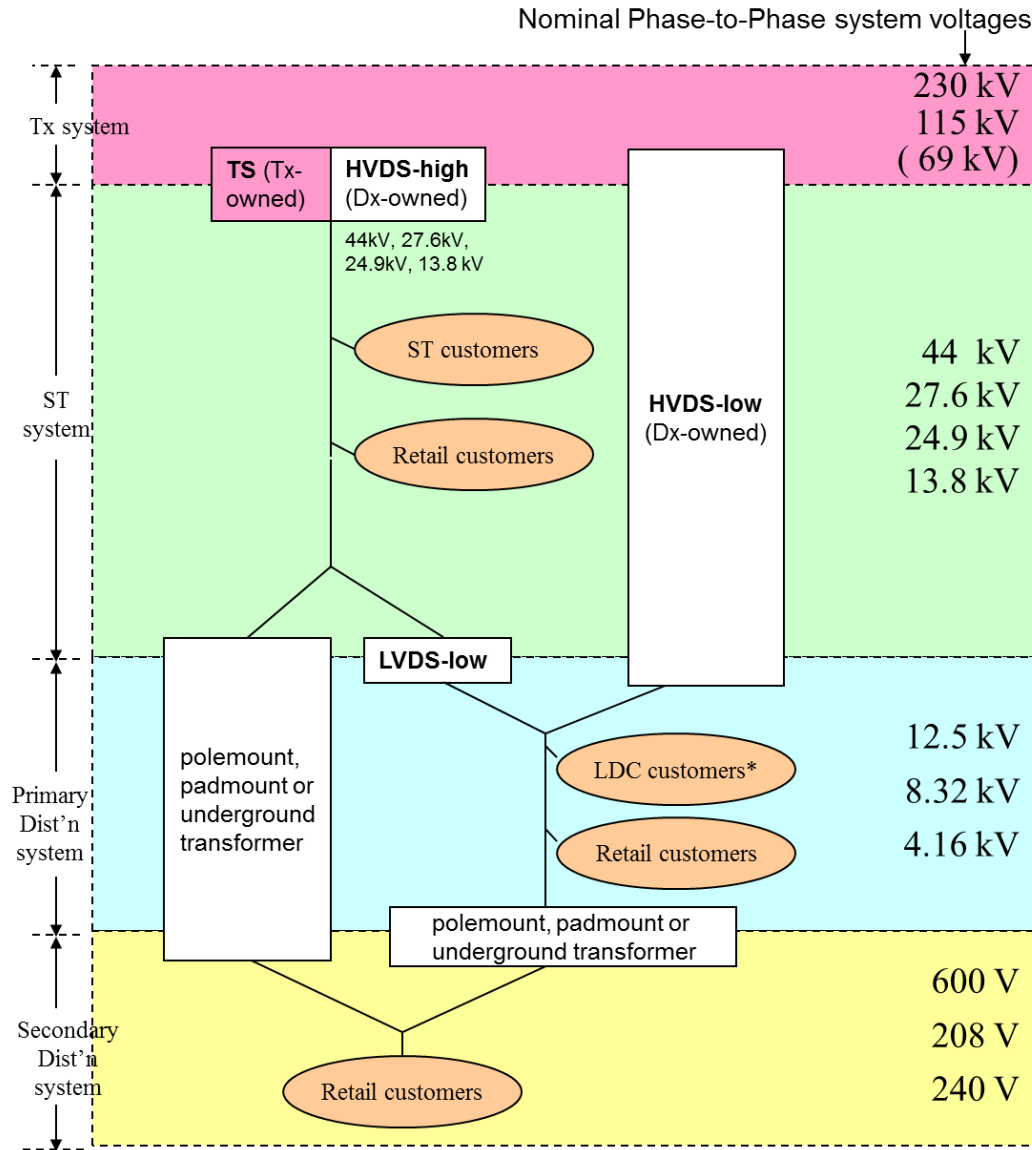 Nominal Phase-to-Phase system voltages
Tx system
230 kV
115 kV
( 69 kV)
TS (Tx-
owned)
HVDS-high
(Dx-owned)
44kV, 27.6kV,
24.9kV, 13.8 kV
ST
system
ST customers
Retail customers
HVDS-low
(Dx-owned)
44 kV
27.6 kV
24.9 kV
13.8 kV
LVDS-low
Primary
Dist'n
system
polemount,
padmount or
underground
transformer
LDC customers*
Retail customers
12.5 kV
8.32 kV
4.16 kV
polemount, padmount or
underground transformer
Secondary
Dist'n
system
Retail customers
600 V
208 V
240 V